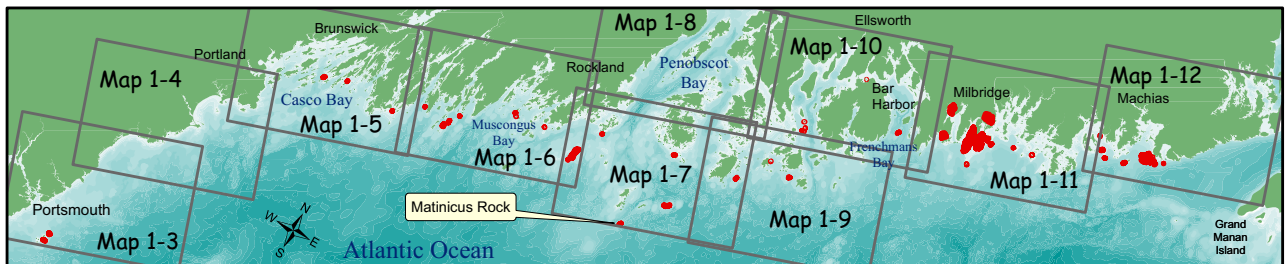 Map 1-8
Ellsworth
Brunswick
Map 1-10
Portland
Map 1-4
Penobscot
Bay
Rockland
Map 1-12
Milbridge
Bar
Harbor
Machias
Casco Bay
Map 1-5
Muscongus
Bay
Map 1-6
Frenchmans
Bay
Map 1-7
Map 1-11
Matinicus Rock
Portsmouth
Map 1-9
Map 1-3
N
W
E
S
Atlantic Ocean
Grand
Manan
Island